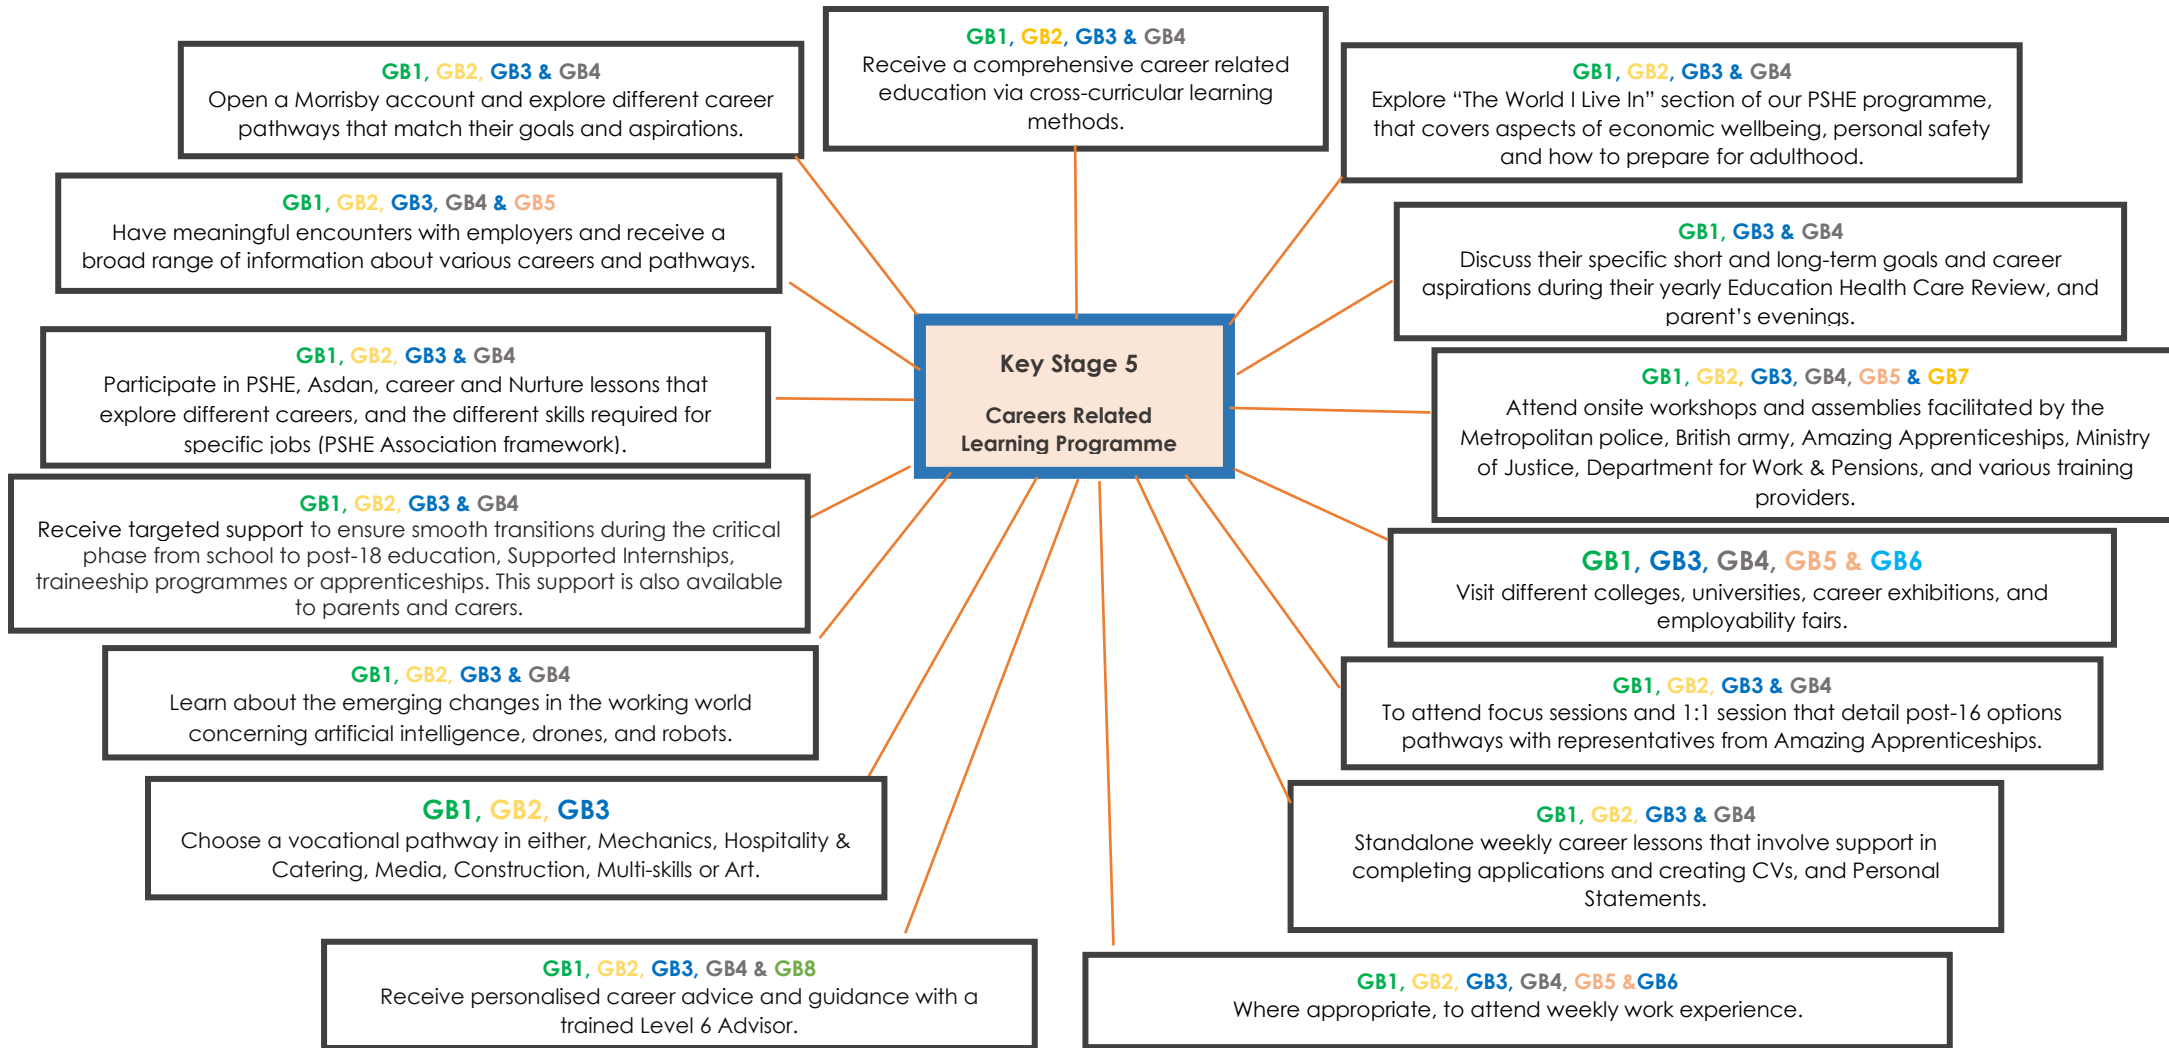 GB1, GB2, GB3 & GB4
Receive a comprehensive career related
education via cross-curricular learning
methods.
GB1, GB2, GB3 & GB4
Open a Morrisby account and explore different career
pathways that match their goals and aspirations.
GB1, GB2, GB3 & GB4
Explore “The World I Live In” section of our PSHE programme,
that covers aspects of economic wellbeing, personal safety
and how to prepare for adulthood.
GB1, GB2, GB3, GB4 & GB5
Have meaningful encounters with employers and receive a
broad range of information about various careers and pathways.
GB1, GB3 & GB4
Discuss their specific short and long-term goals and career
aspirations during their yearly Education Health Care Review, and
parent’s evenings.
Key Stage 5
Careers Related
Learning Programme
GB1, GB2, GB3 & GB4
Participate in PSHE, Asdan, career and Nurture lessons that
explore different careers, and the different skills required for
specific jobs (PSHE Association framework).
GB1, GB2, GB3, GB4, GB5 & GB7
Attend onsite workshops and assemblies facilitated by the
Metropolitan police, British army, Amazing Apprenticeships, Ministry
of Justice, Department for Work & Pensions, and various training
providers.
GB1, GB2, GB3 & GB4
Receive targeted support to ensure smooth transitions during the critical
phase from school to post-18 education, Supported Internships,
traineeship programmes or apprenticeships. This support is also available
to parents and carers.
GB1, GB3, GB4, GB5 & GB6
Visit different colleges, universities, career exhibitions, and
employability fairs.
GB1, GB2, GB3 & GB4
Learn about the emerging changes in the working world
concerning artificial intelligence, drones, and robots.
GB1, GB2, GB3 & GB4
To attend focus sessions and 1:1 session that detail post-16 options
pathways with representatives from Amazing Apprenticeships.
GB1, GB2, GB3
Choose a vocational pathway in either, Mechanics, Hospitality &
Catering, Media, Construction, Multi-skills or Art.
GB1, GB2, GB3 & GB4
Standalone weekly career lessons that involve support in
completing applications and creating CVs, and Personal
Statements.
GB1, GB2, GB3, GB4 & GB8
Receive personalised career advice and guidance with a
trained Level 6 Advisor.
GB1, GB2, GB3, GB4, GB5 &GB6
Where appropriate, to attend weekly work experience.